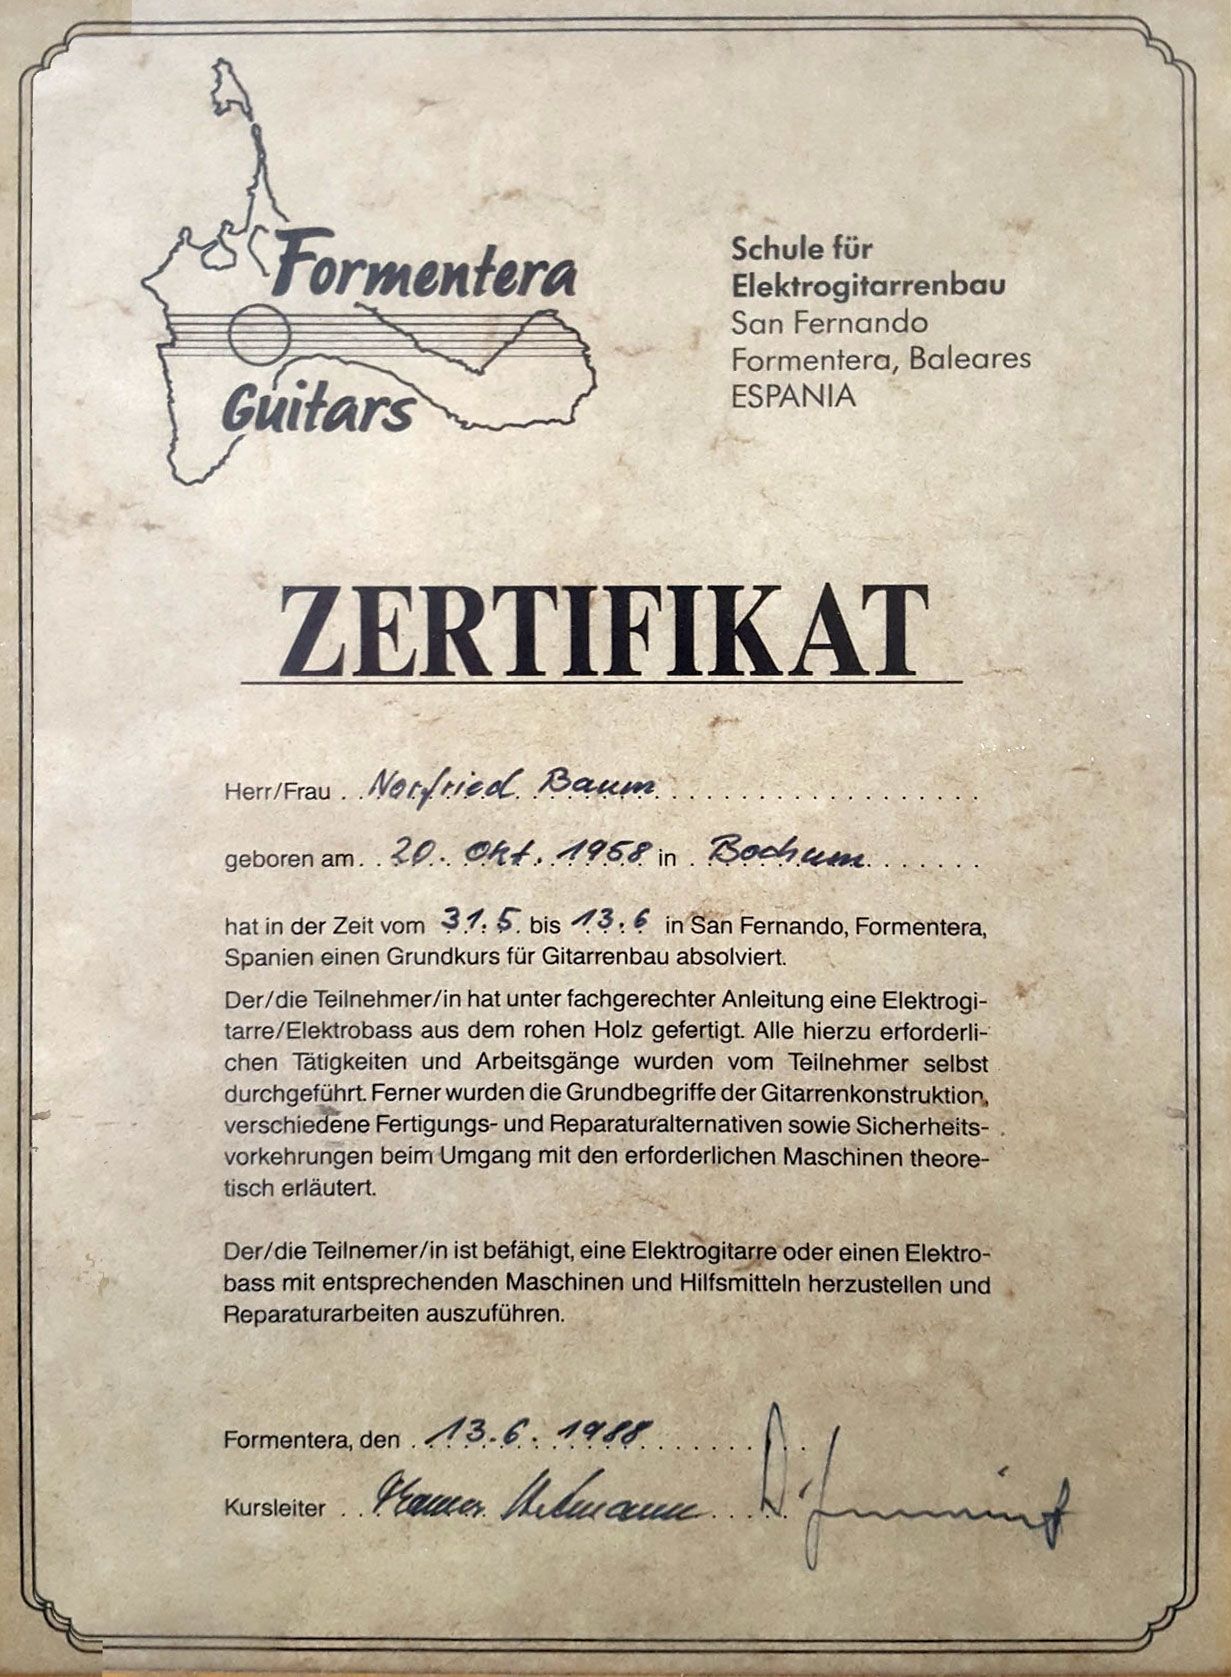 Formentera
Guitars
Schule für
Elektrogitarrenbau
San Fernando
Formentera, Baleares
ESPANIA
ZERTIFIKAT
Herr/Frau . . Norfried Baum
geboren am . . 20. Okt. 1958 in . . Bochum
hat in der Zeit vom 31.5 bis 13.6 in San Fernando, Formentera,
Spanien einen Grundkurs für Gitarrenbau absolviert.
Der/die Teilnehmer/in hat unter fachgerechter Anleitung eine Elektrogi-
tarre/Elektrobass aus dem rohen Holz gefertigt. Alle hierzu erforderli-
chen Tätigkeiten und Arbeitsgänge wurden vom Teilnehmer selbst
durchgeführt. Ferner wurden die Grundbegriffe der Gitarrenkonstruktion,
verschiedene Fertigungs- und Reparaturalternativen sowie Sicherheits-
vorkehrungen beim Umgang mit den erforderlichen Maschinen theore-
tisch erläutert.
Der/die Teilnemer/in ist befähigt, eine Elektrogitarre oder einen Elektro-
bass mit entsprechenden Maschinen und Hilfsmitteln herzustellen und
Reparaturarbeiten auszuführen.
Formentera, den . 13.6.1988
Kursleiter